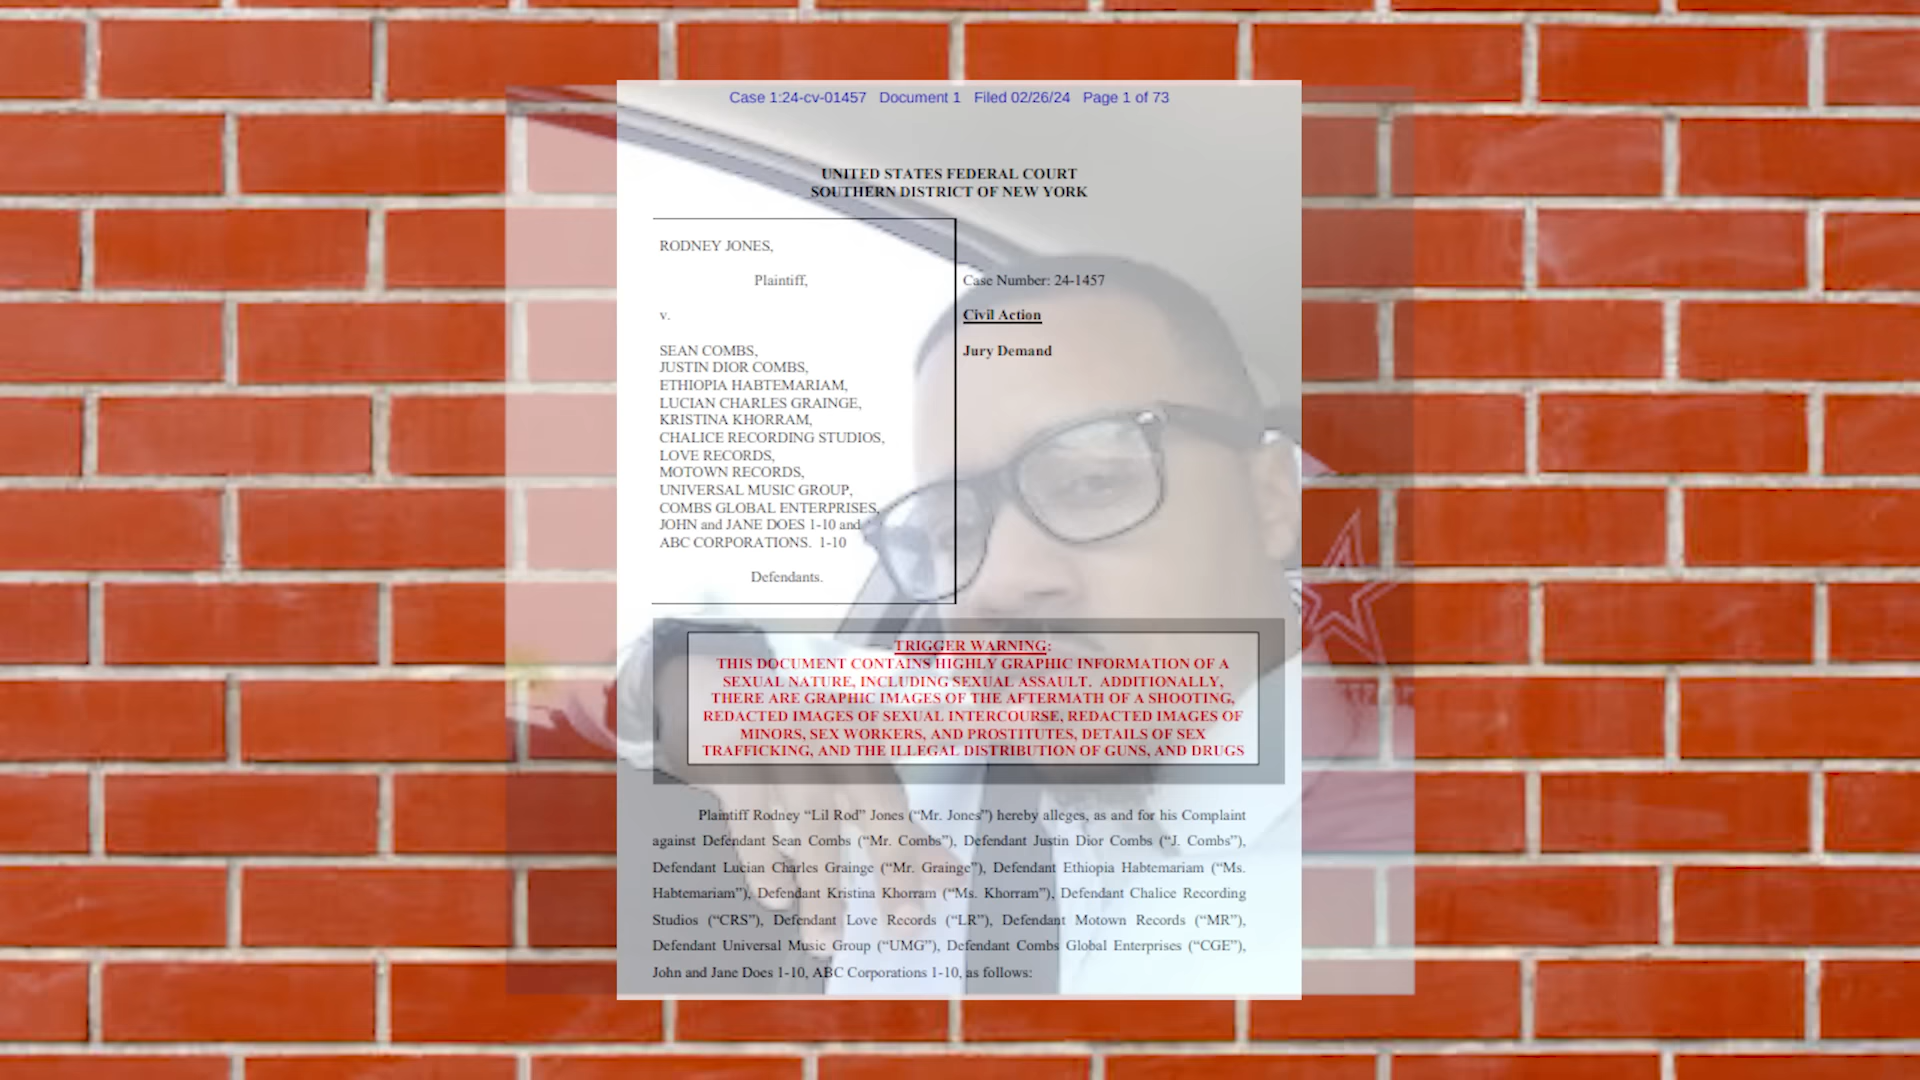 Case 1:24-cv-01457 Document 1 Filed 02/26/24 Page 1 of 73
UNITED STATES FEDERAL COURT
SOUTHERN DISTRICT OF NEW YORK
RODNEY JONES,
Plaintiff,
v.
SEAN COMBS,
JUSTIN DIOR COMBS,
ETHIOPIA HABTEMARIAM,
LUCIAN CHARLES GRAINGE,
KRISTINA KHORRAM,
CHALICE RECORDING STUDIOS,
LOVE RECORDS,
MOTOWN RECORDS,
UNIVERSAL MUSIC GROUP,
COMBS GLOBAL ENTERPRISES,
JOHN and JANE DOES 1-10 and
ABC CORPORATIONS. 1-10
Defendants.
Case Number: 24-1457
Civil Action
Jury Demand
TRIGGER WARNING:
THIS DOCUMENT CONTAINS HIGHLY GRAPHIC INFORMATION OF A
SEXUAL NATURE, INCLUDING SEXUAL ASSAULT. ADDITIONALLY,
THERE ARE GRAPHIC IMAGES OF THE AFTERMATH OF A SHOOTING,
REDACTED IMAGES OF SEXUAL INTERCOURSE, REDACTED IMAGES OF
MINORS, SEX WORKERS, AND PROSTITUTES, DETAILS OF SEX
TRAFFICKING, AND THE ILLEGAL DISTRIBUTION OF GUNS, AND DRUGS
Plaintiff Rodney “Lil Rod” Jones (“Mr. Jones”) hereby alleges, as and for his Complaint
against Defendant Sean Combs (“Mr. Combs”), Defendant Justin Dior Combs (“J. Combs”),
Defendant Lucian Charles Grainge (“Mr. Grainge”), Defendant Ethiopia Habtemariam (“Ms.
Habtemariam”), Defendant Kristina Khorram (“Ms. Khorram”), Defendant Chalice Recording
Studios (“CRS”), Defendant Love Records (“LR”), Defendant Motown Records (“MR”),
Defendant Universal Music Group (“UMG”), Defendant Combs Global Enterprises (“CGE”),
John and Jane Does 1-10, ABC Corporations 1-10, as follows: